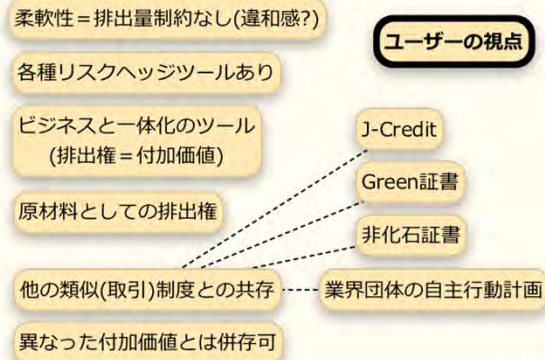 柔軟性＝排出量制約なし(違和感?)
ユーザーの視点
各種リスクヘッジツールあり
ビジネスと一体化のツール
(排出権＝付加価値)
J-Credit
Green証書
原材料としての排出権
非化石証書
他の類似(取引)制度との共存
業界団体の自主行動計画
異なった付加価値とは併存可